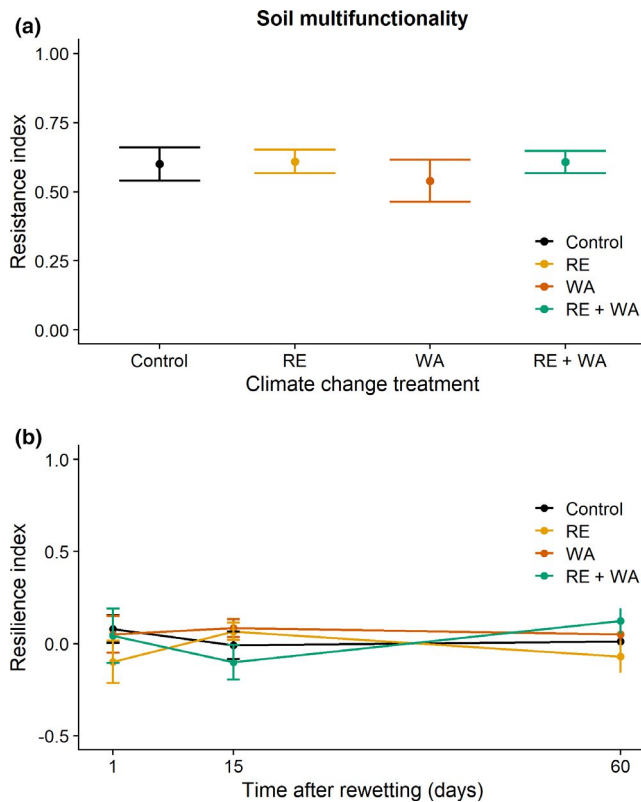 (a)
Soil multifunctionality
1.00
0.75
0.50
0.25
0.00
Resistance index
Control
RE
WA
RE + WA
Control
RE
WA
RE + WA
Climate change treatment
(b)
1.0
0.5
0.0
-0.5
Resilience index
Control
RE
WA
RE + WA
1
15
60
Time after rewetting (days)